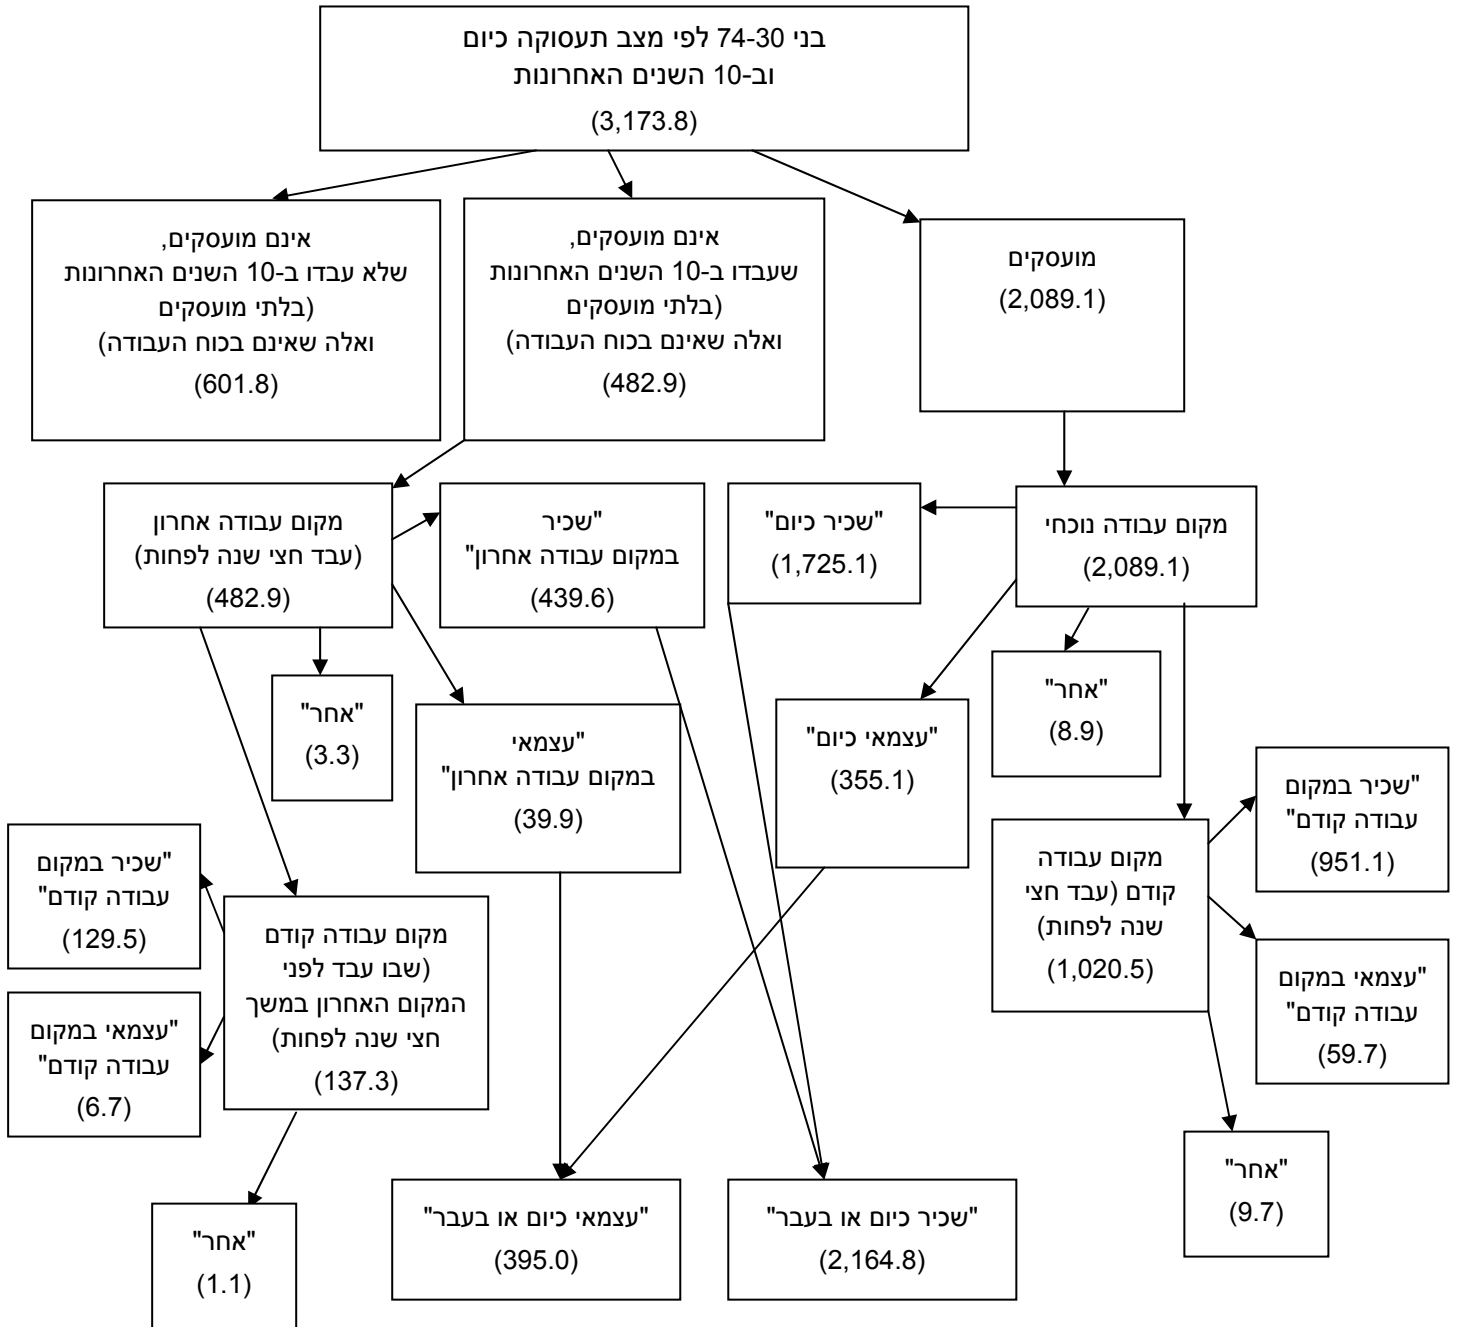 בני 74-30 לפי מצב תעסוקה כיום
וב-10 השנים האחרונות
(3,173.8)
מועסקים
(2,089.1)
אינם מועסקים,
שעבדו ב-10 השנים האחרונות
(בלתי מועסקים
ואלה שאינם בכוח העבודה)
(482.9)
אינם מועסקים,
שלא עבדו ב-10 השנים האחרונות
(בלתי מועסקים
ואלה שאינם בכוח העבודה)
(601.8)
מקום עבודה נוכחי
(2,089.1)
"שכיר כיום"
(1,725.1)
"שכיר
במקום עבודה אחרון"
(439.6)
מקום עבודה אחרון
(עבד חצי שנה לפחות)
(482.9)
"אחר"
(8.9)
"עצמאי כיום"
(355.1)
"עצמאי
במקום עבודה אחרון"
(39.9)
"אחר"
(3.3)
"שכיר במקום
עבודה קודם"
(951.1)
מקום עבודה
קודם (עבד חצי
שנה לפחות)
(1,020.5)
"עצמאי במקום
עבודה קודם"
(59.7)
"אחר"
(9.7)
מקום עבודה קודם
(שבו עבד לפני
המקום האחרון במשך
חצי שנה לפחות)
(137.3)
"שכיר במקום
עבודה קודם"
(129.5)
"עצמאי במקום
עבודה קודם"
(6.7)
"שכיר כיום או בעבר"
(2,164.8)
"עצמאי כיום או בעבר"
(395.0)
"אחר"
(1.1)